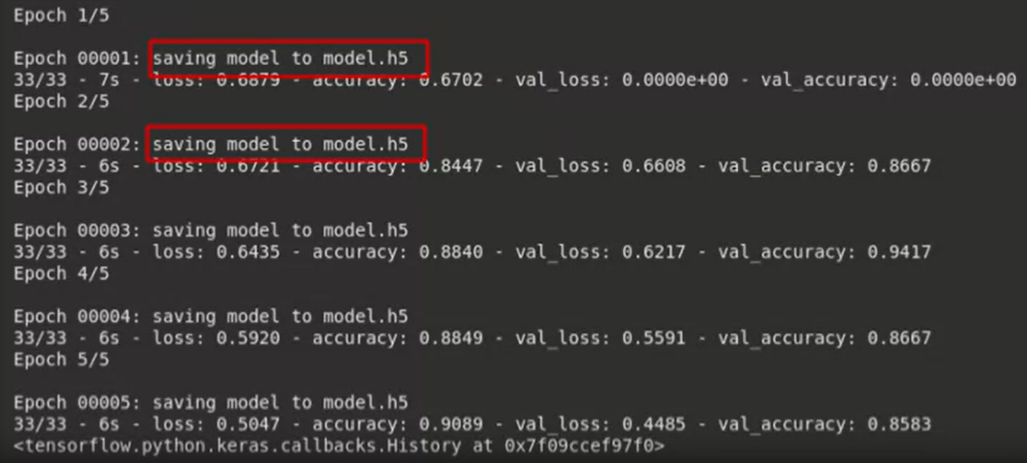 Epoch 1/5
Epoch 00001: saving model to model.h5
33/33 - 7s - loss: 0.6879 - accuracy: 0.6702 - val_loss: 0.0000e+00 - val_accuracy: 0.0000e+00
Epoch 2/5
Epoch 00002: saving model to model.h5
33/33 - 6s - loss: 0.6721 - accuracy: 0.8447 - val_loss: 0.6608 - val_accuracy: 0.8667
Epoch 3/5
Epoch 00003: saving model to model.h5
33/33 - 6s - loss: 0.6435 - accuracy: 0.8840 - val_loss: 0.6217 - val_accuracy: 0.9417
Epoch 4/5
Epoch 00004: saving model to model.h5
33/33 - 6s - loss: 0.5920 - accuracy: 0.8849 - val_loss: 0.5591 - val_accuracy: 0.8667
Epoch 5/5
Epoch 00005: saving model to model.h5
33/33 - 6s - loss: 0.5047 - accuracy: 0.9089 - val_loss: 0.4485 - val_accuracy: 0.8583
<tensorflow.python.keras.callbacks.History at 0x7f09ccef97f0>